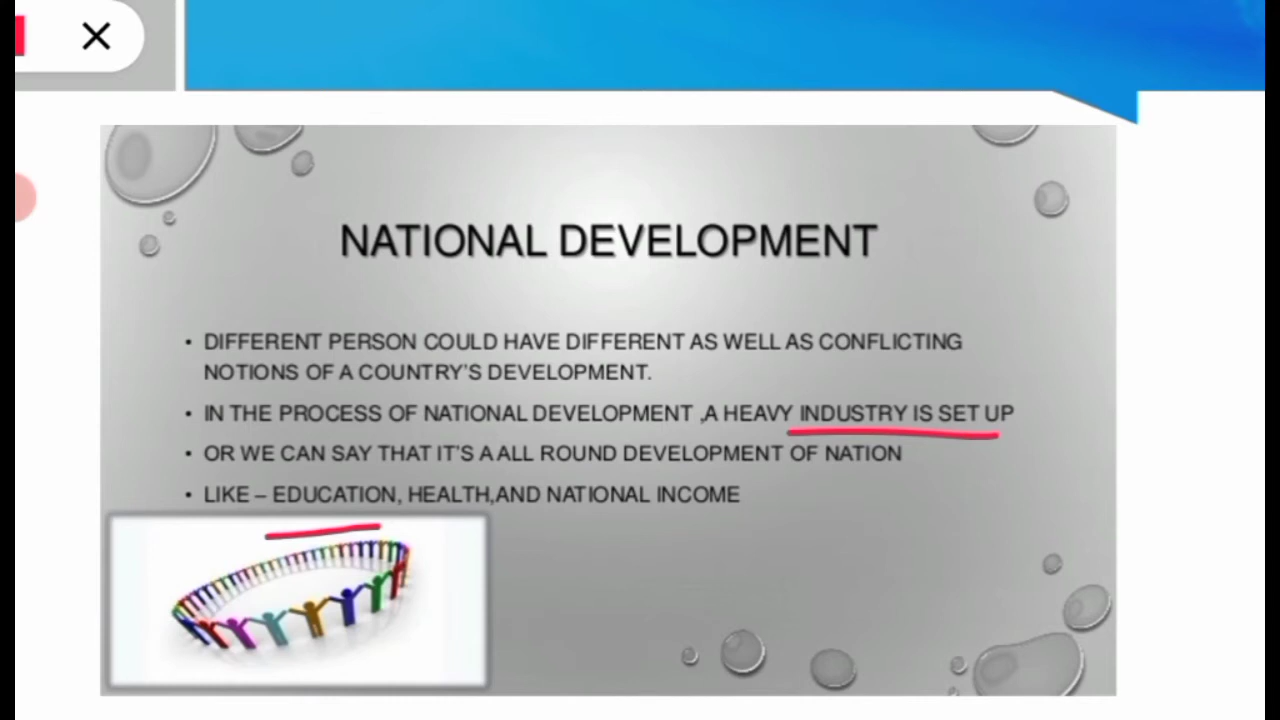 NATIONAL DEVELOPMENT
• DIFFERENT PERSON COULD HAVE DIFFERENT AS WELL AS CONFLICTING
NOTIONS OF A COUNTRY'S DEVELOPMENT.
• IN THE PROCESS OF NATIONAL DEVELOPMENT ,A HEAVY INDUSTRY IS SET UP
• OR WE CAN SAY THAT IT'S A ALL ROUND DEVELOPMENT OF NATION
• LIKE – EDUCATION, HEALTH,AND NATIONAL INCOME